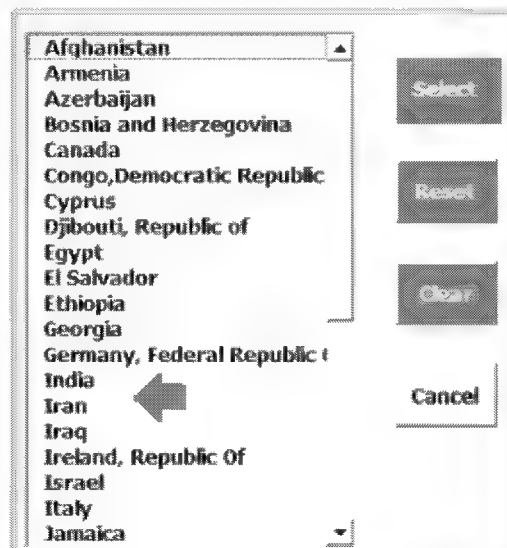 Afghanistan
Armenia
Azerbaijan
Bosnia and Herzegovina
Canada
Congo,Democratic Republic
Cyprus
Djibouti, Republic of
Egypt
El Salvador
Ethiopia
Georgia
Germany, Federal Republic
India
Iran
Iraq
Ireland, Republic Of
Israel
Italy
Jamaica
Select
Reset
Clear
Cancel